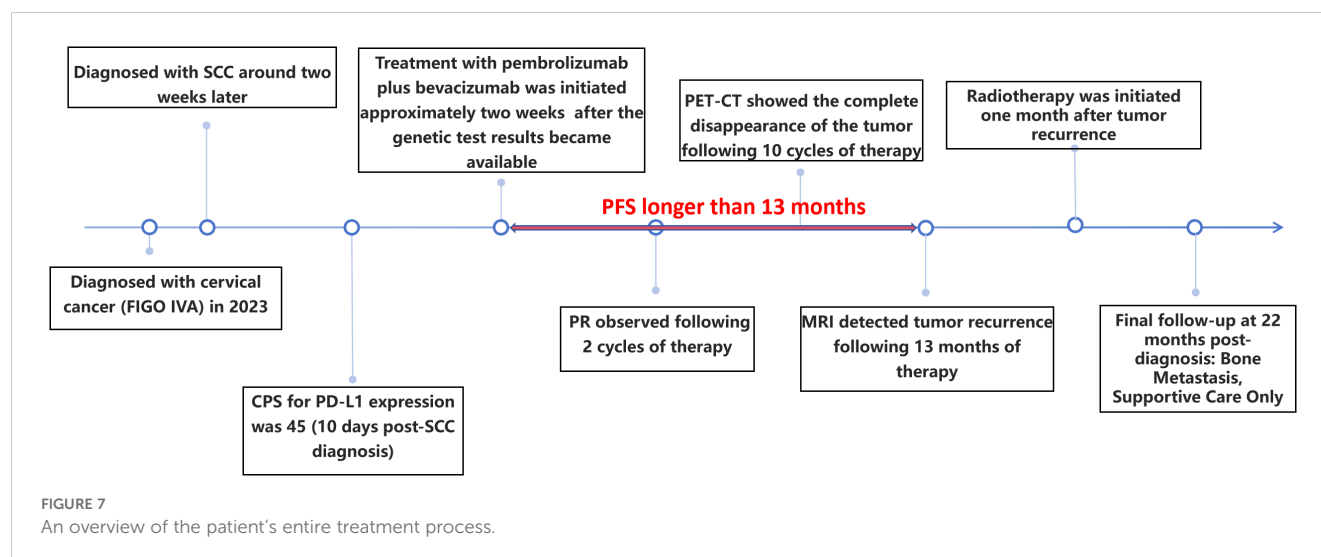 Diagnosed with SCC around two
weeks later
Treatment with pembrolizumab
plus bevacizumab was initiated
approximately two weeks after the
genetic test results became
available
PET-CT showed the complete
disappearance of the tumor
following 10 cycles of therapy
Radiotherapy was initiated
one month after tumor
recurrence
PFS longer than 13 months
Diagnosed with cervical
cancer (FIGO IVA) in 2023
CPS for PD-L1 expression
was 45 (10 days post-SCC
diagnosis)
PR observed following
2 cycles of therapy
MRI detected tumor recurrence
following 13 months of
therapy
Final follow-up at 22
months post-
diagnosis: Bone
Metastasis,
Supportive Care Only
FIGURE 7
An overview of the patient's entire treatment process.